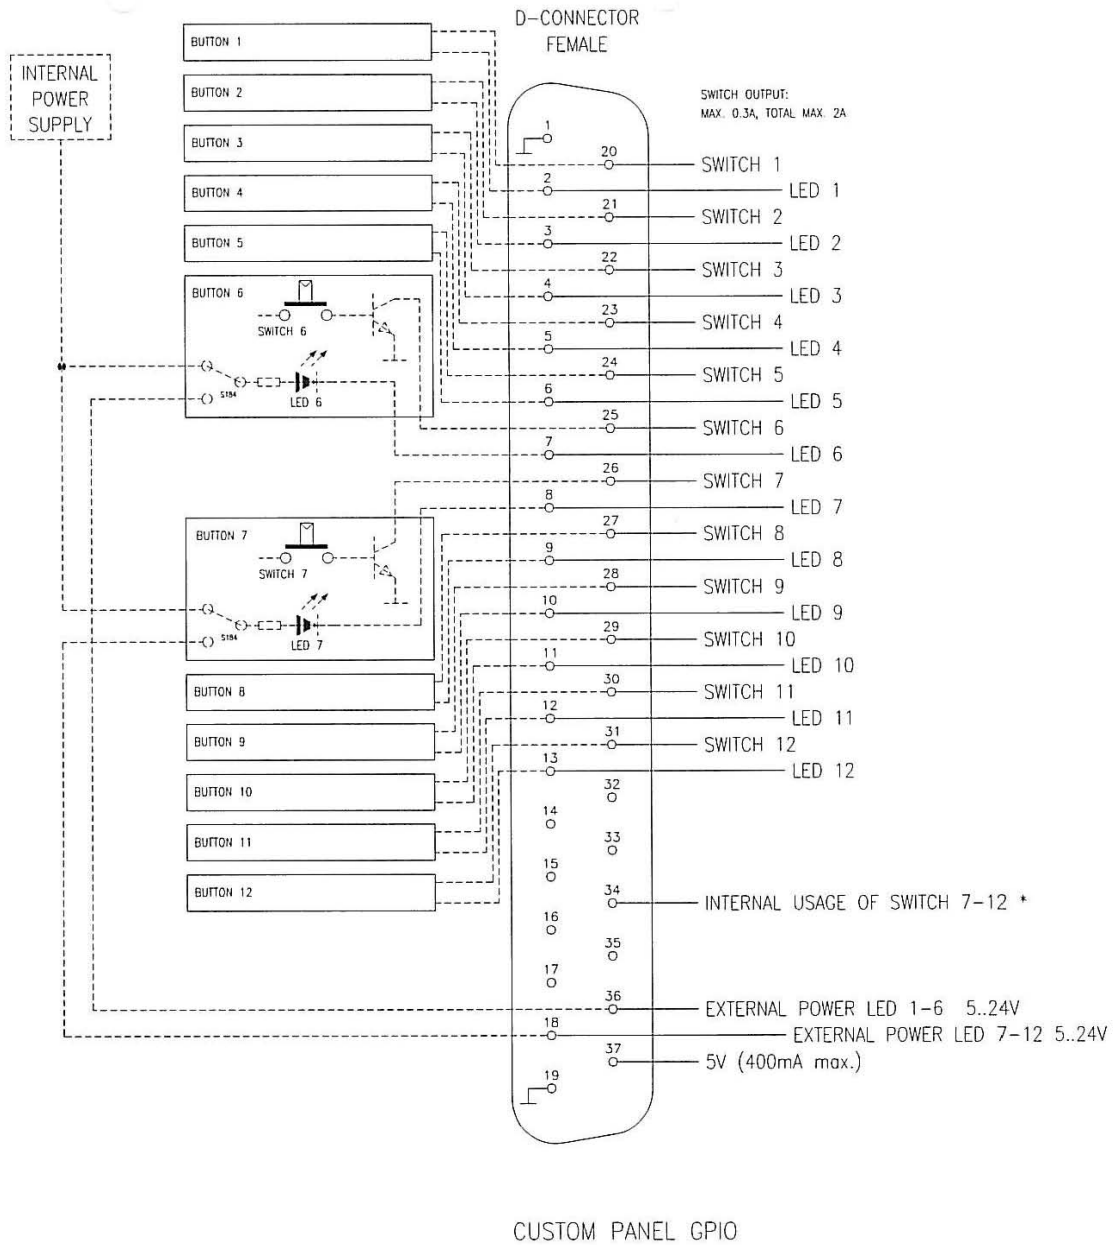 D-CONNECTOR
FEMALE
INTERNAL
POWER
SUPPLY
SWITCH OUTPUT:
MAX. 0.3A, TOTAL MAX. 2A
BUTTON 1
BUTTON 2
BUTTON 3
BUTTON 4
BUTTON 5
BUTTON 6
SWITCH 6
S184
LED 6
BUTTON 7
SWITCH 7
S184
LED 7
BUTTON 8
BUTTON 9
BUTTON 10
BUTTON 11
BUTTON 12
1
20 SWITCH 1
2 LED 1
21 SWITCH 2
3 LED 2
22 SWITCH 3
4 LED 3
23 SWITCH 4
5 LED 4
24 SWITCH 5
6 LED 5
25 SWITCH 6
7 LED 6
26 SWITCH 7
8 LED 7
27 SWITCH 8
9 LED 8
28 SWITCH 9
10 LED 9
29 SWITCH 10
11 LED 10
30 SWITCH 11
12 LED 11
31 SWITCH 12
13 LED 12
32
14
33
15
34 INTERNAL USAGE OF SWITCH 7-12 *
16
35
17
36 EXTERNAL POWER LED 1-6 5..24V
18 EXTERNAL POWER LED 7-12 5..24V
37 5V (400mA max.)
19
CUSTOM PANEL GPIO